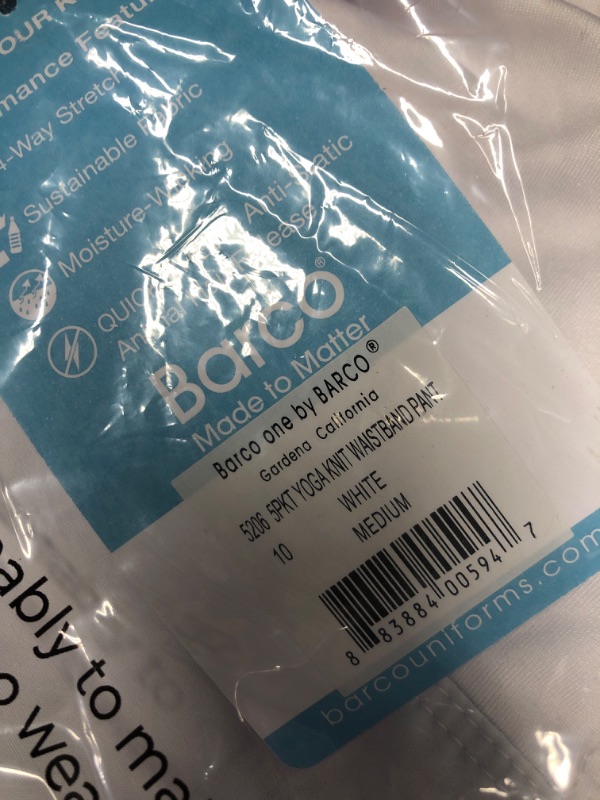 OUR K
mance Featu
4-Way Stretch
Sustainable Fabric
Moisture-Wicking
Anti-Static
QUIC
ease
Barco®
Made to Matter
Barco one by BARCO®
Gardena California
5206 5PKT YOGA KNIT WAISTBAND PANT
10 WHITE
MEDIUM
8 83884 00594 7
barcouniforms.com
ably to ma
o wea